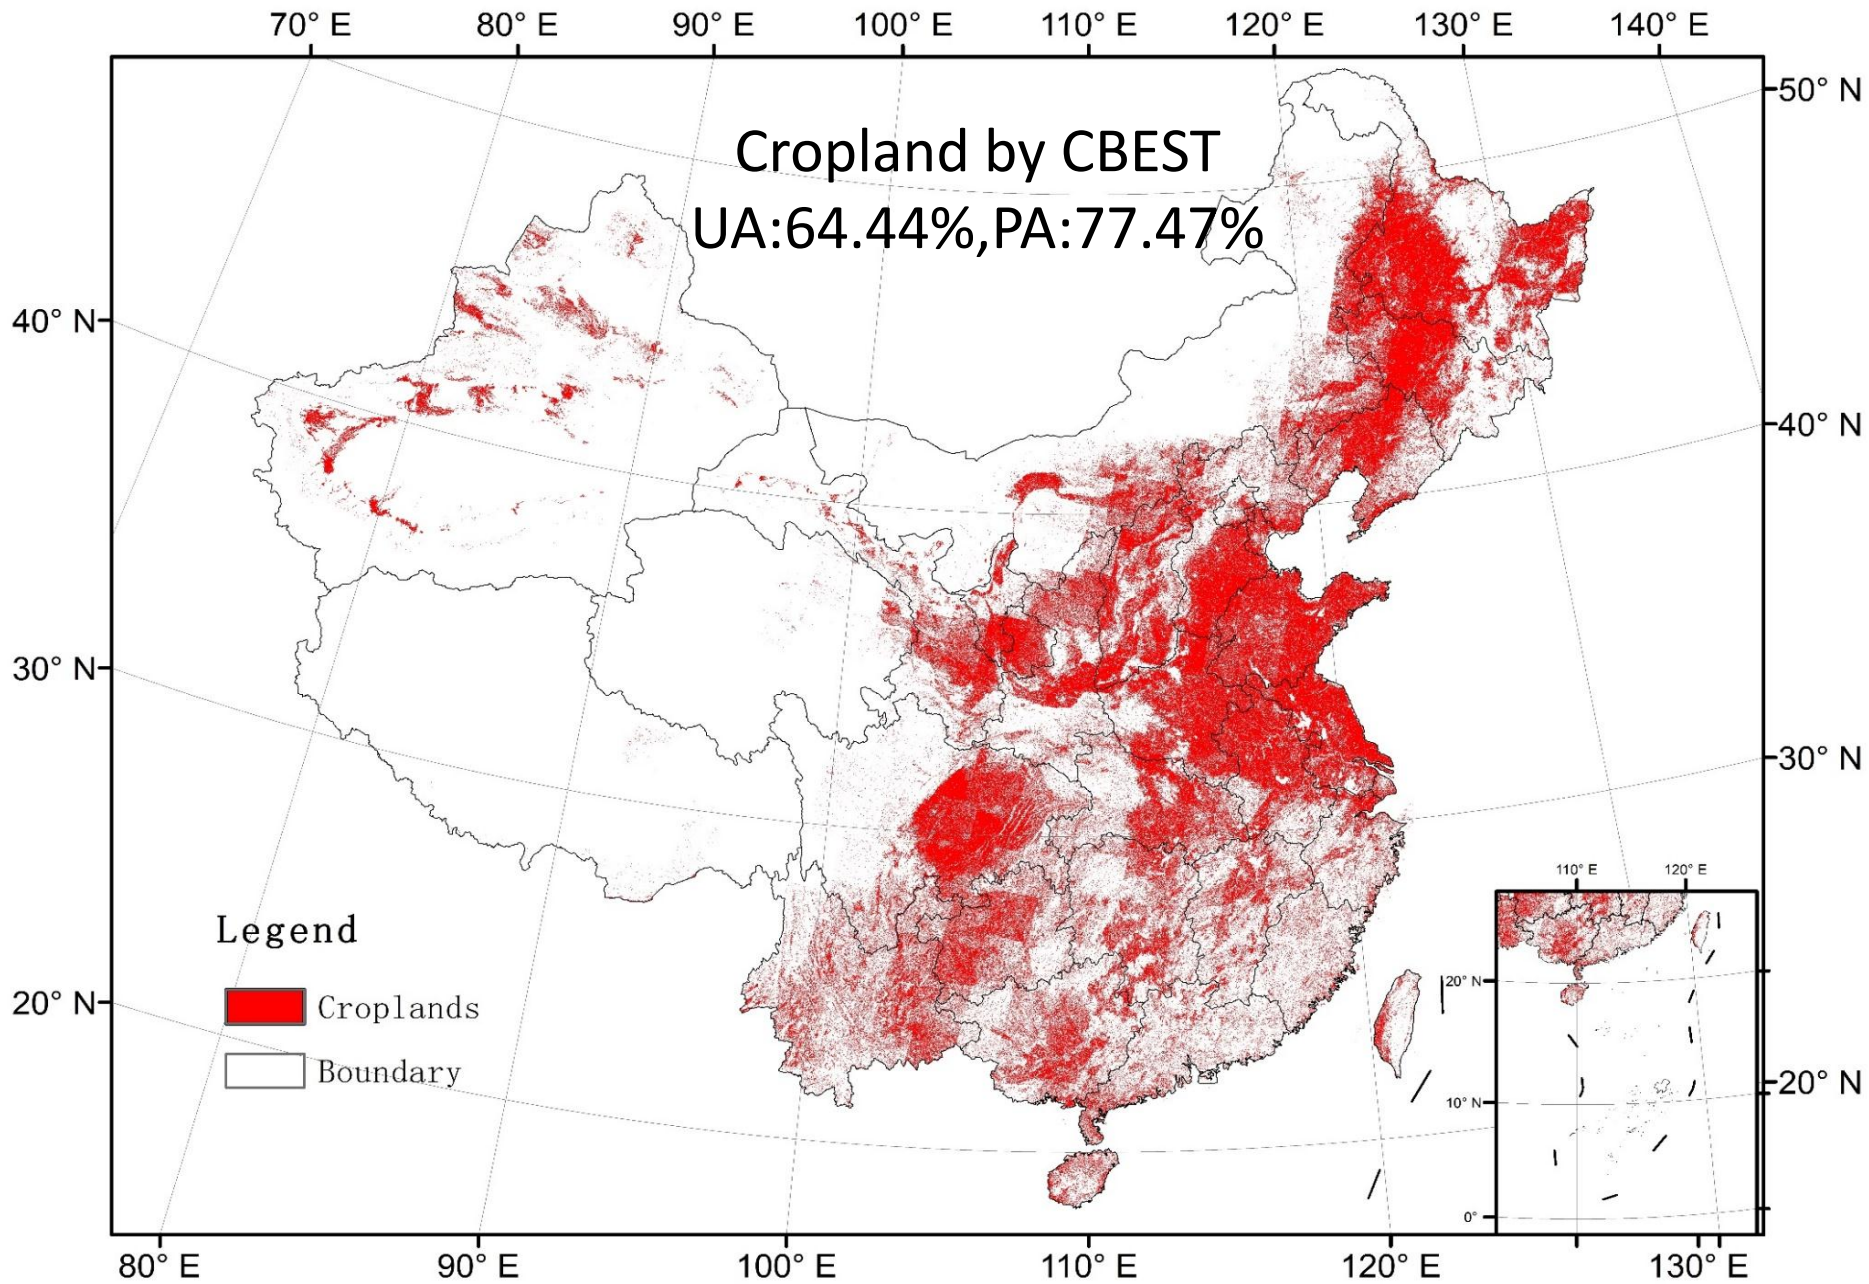 70° E 80° E 90° E 100° E 110° E 120° E 130° E 140° E
50° N
Cropland by CBEST
UA:64.44%,PA:77.47%
40° N
40° N
30° N
30° N
110° E 120° E
Legend
Croplands
Boundary
20° N
20° N
20° N
10° N
0°
80° E 90° E 100° E 110° E 120° E 130° E